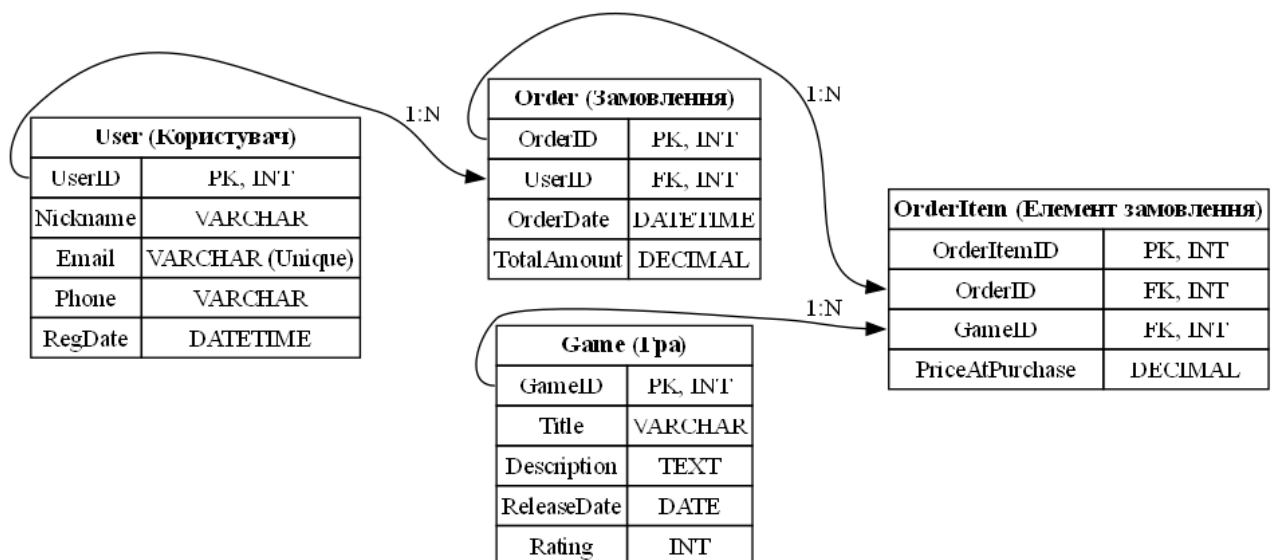 User (Користувач)
UserID PK, INT
Nickname VARCHAR
Email VARCHAR (Unique)
Phone VARCHAR
RegDate DATETIME
1:N
Order (Замовлення)
OrderID PK, INT
UserID FK, INT
OrderDate DATETIME
TotalAmount DECIMAL
1:N
Game (Гра)
GameID PK, INT
Title VARCHAR
Description TEXT
ReleaseDate DATE
Rating INT
1:N
OrderItem (Елемент замовлення)
OrderItemID PK, INT
OrderID FK, INT
GameID FK, INT
PriceAtPurchase DECIMAL